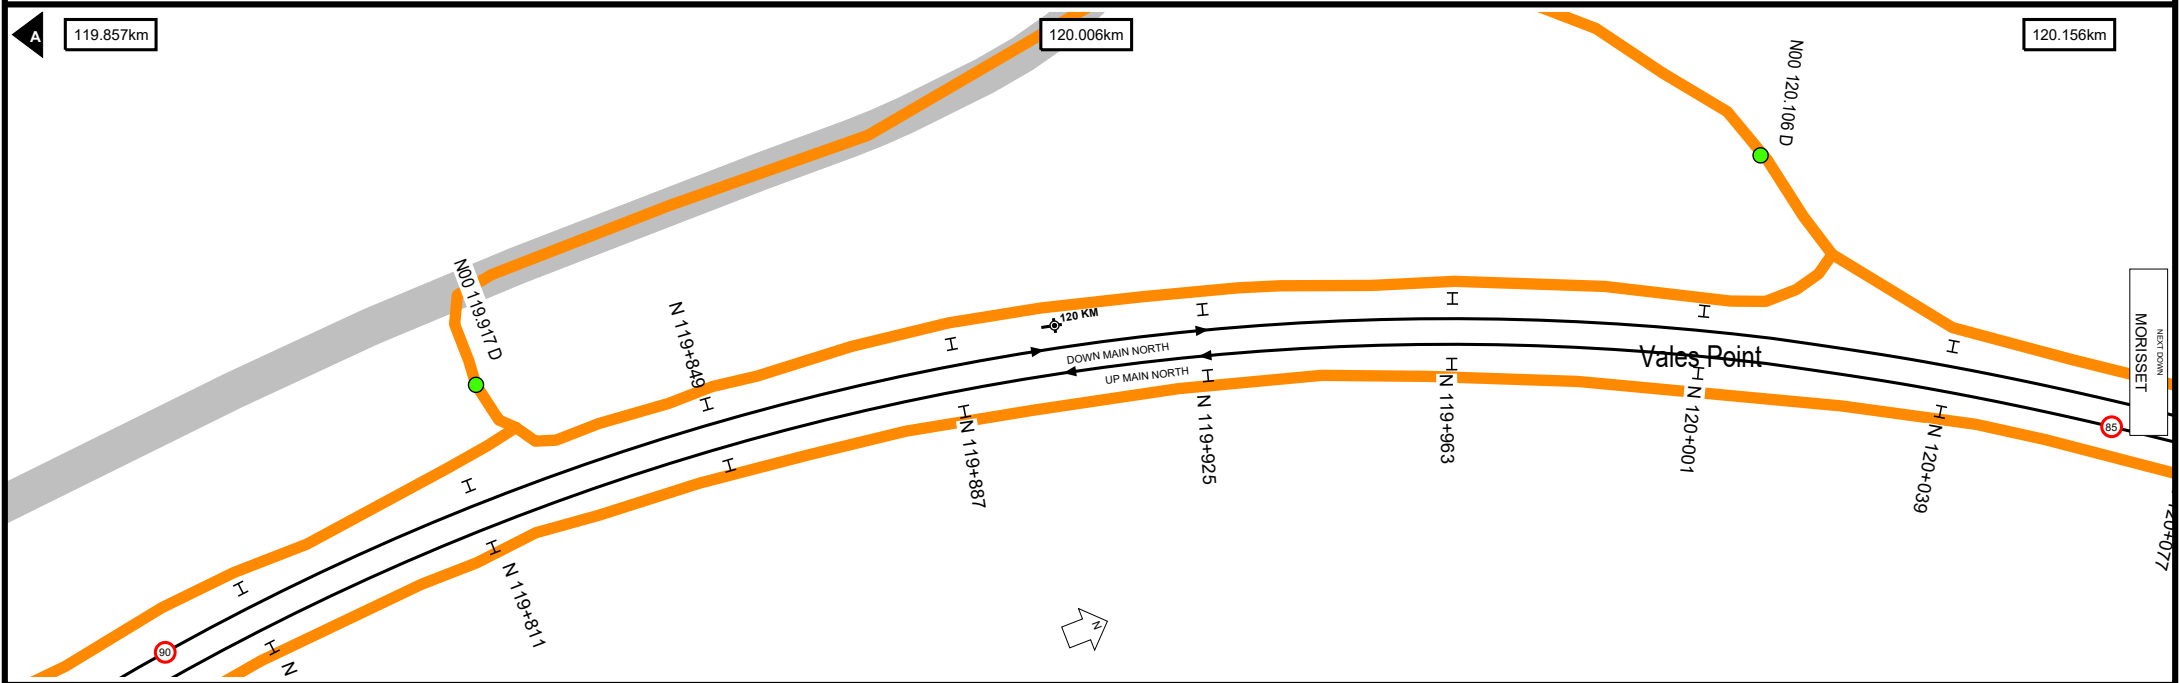 A
119.857km
120.006km
120.156km
N00 120.106 D
N00 119.917 D
N 119+849
120 KM
DOWN MAIN NORTH
UP MAIN NORTH
Vales Point
NEXT DOWN
MORISSET
85
N 119+887
N 119+925
N 119+963
N 120+001
N 120+039
N 119+811
90
N
N